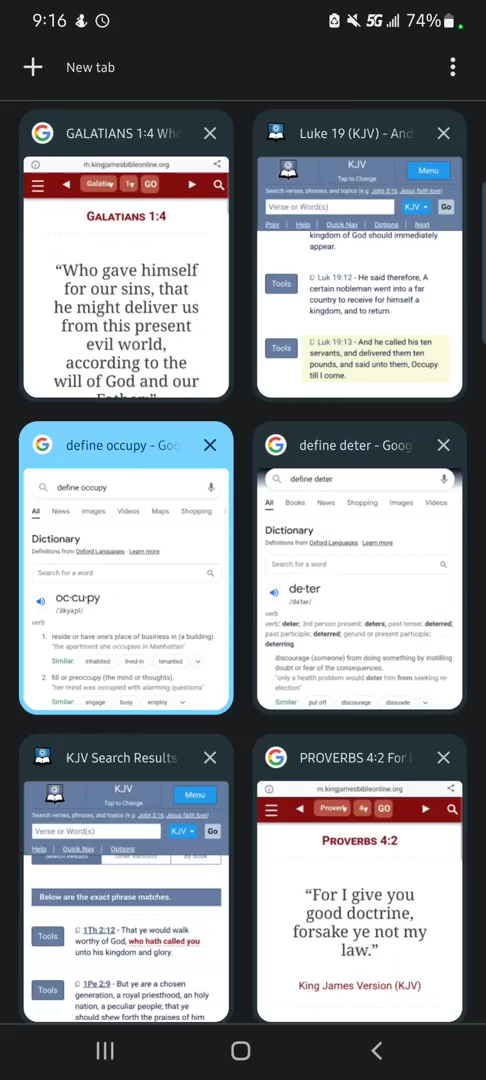 9:16 5G 74%
New tab
GALATIANS 1:4 Who
m.kingjamesbibleonline.org
Galatia 1 GO
GALATIANS 1:4
“Who gave himself
for our sins, that
he might deliver us
from this present
evil world,
according to the
will of God and our
Father:”
Luke 19 (KJV) - And
KJV
Tap to Change
Menu
Search verses, phrases, and topics (e.g. John 3:16, Jesus faith love)
Verse or Word(s) KJV Go
Prev Help Quick Nav Options Next
kingdom of God should immediately
appear.
Tools
Luk 19:12 - He said therefore, A
certain nobleman went into a far
country to receive for himself a
kingdom, and to return.
Tools
Luk 19:13 - And he called his ten
servants, and delivered them ten
pounds, and said unto them, Occupy
till I come.
define occupy - Goo
define occupy
All News Images Videos Maps Shopping
Dictionary
Definitions from Oxford Languages · Learn more
Search for a word
oc·cu·py
/ˈäkyəˌpī/
verb
1. reside or have one's place of business in (a building).
"the apartment she occupies in Manhattan"
Similar: inhabited lived-in tenanted
2. fill or preoccupy (the mind or thoughts).
"her mind was occupied with alarming questions"
Similar: engage busy employ
define deter - Goog
define deter
All Books News Shopping Images Videos
Dictionary
Definitions from Oxford Languages · Learn more
Search for a word
de·ter
/dəˈtər/
verb
verb: deter; 3rd person present: deters; past tense: deterred;
past participle: deterred; gerund or present participle:
deterring
discourage (someone) from doing something by instilling
doubt or fear of the consequences.
"only a health problem would deter him from seeking re-
election"
Similar: put off discourage dissuade
KJV Search Results
KJV
Tap to Change
Menu
Search verses, phrases, and topics (e.g. John 3:16, Jesus faith love)
Verse or Word(s) KJV Go
Help Quick Nav Options
Search Results Other Versions By Book
Below are the exact phrase matches.
Tools
1Th 2:12 - That ye would walk
worthy of God, who hath called you
unto his kingdom and glory.
Tools
1Pe 2:9 - But ye are a chosen
generation, a royal priesthood, an holy
nation, a peculiar people; that ye
should shew forth the praises of him
PROVERBS 4:2 For I
m.kingjamesbibleonline.org
Prover 4 GO
PROVERBS 4:2
“For I give you
good doctrine,
forsake ye not my
law.”
King James Version (KJV)